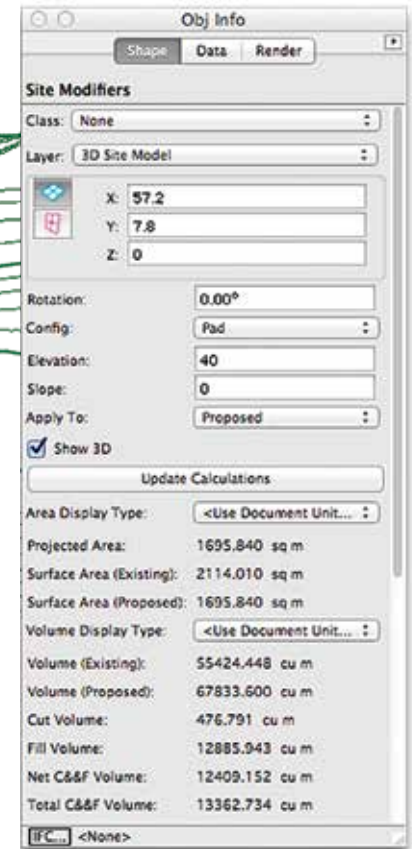 Obj Info
Shape Data Render
Site Modifiers
Class: None
Layer: 3D Site Model
X: 57.2
Y: 7.8
Z: 0
Rotation: 0.00°
Config: Pad
Elevation: 40
Slope: 0
Apply To: Proposed
Show 3D
Update Calculations
Area Display Type: <Use Document Unit...
Projected Area: 1695.840 sq m
Surface Area (Existing): 2114.010 sq m
Surface Area (Proposed): 1695.840 sq m
Volume Display Type: <Use Document Unit...
Volume (Existing): 55424.448 cu m
Volume (Proposed): 67833.600 cu m
Cut Volume: 476.791 cu m
Fill Volume: 12885.943 cu m
Net C&&F Volume: 12409.152 cu m
Total C&&F Volume: 13362.734 cu m
IFC... <None>